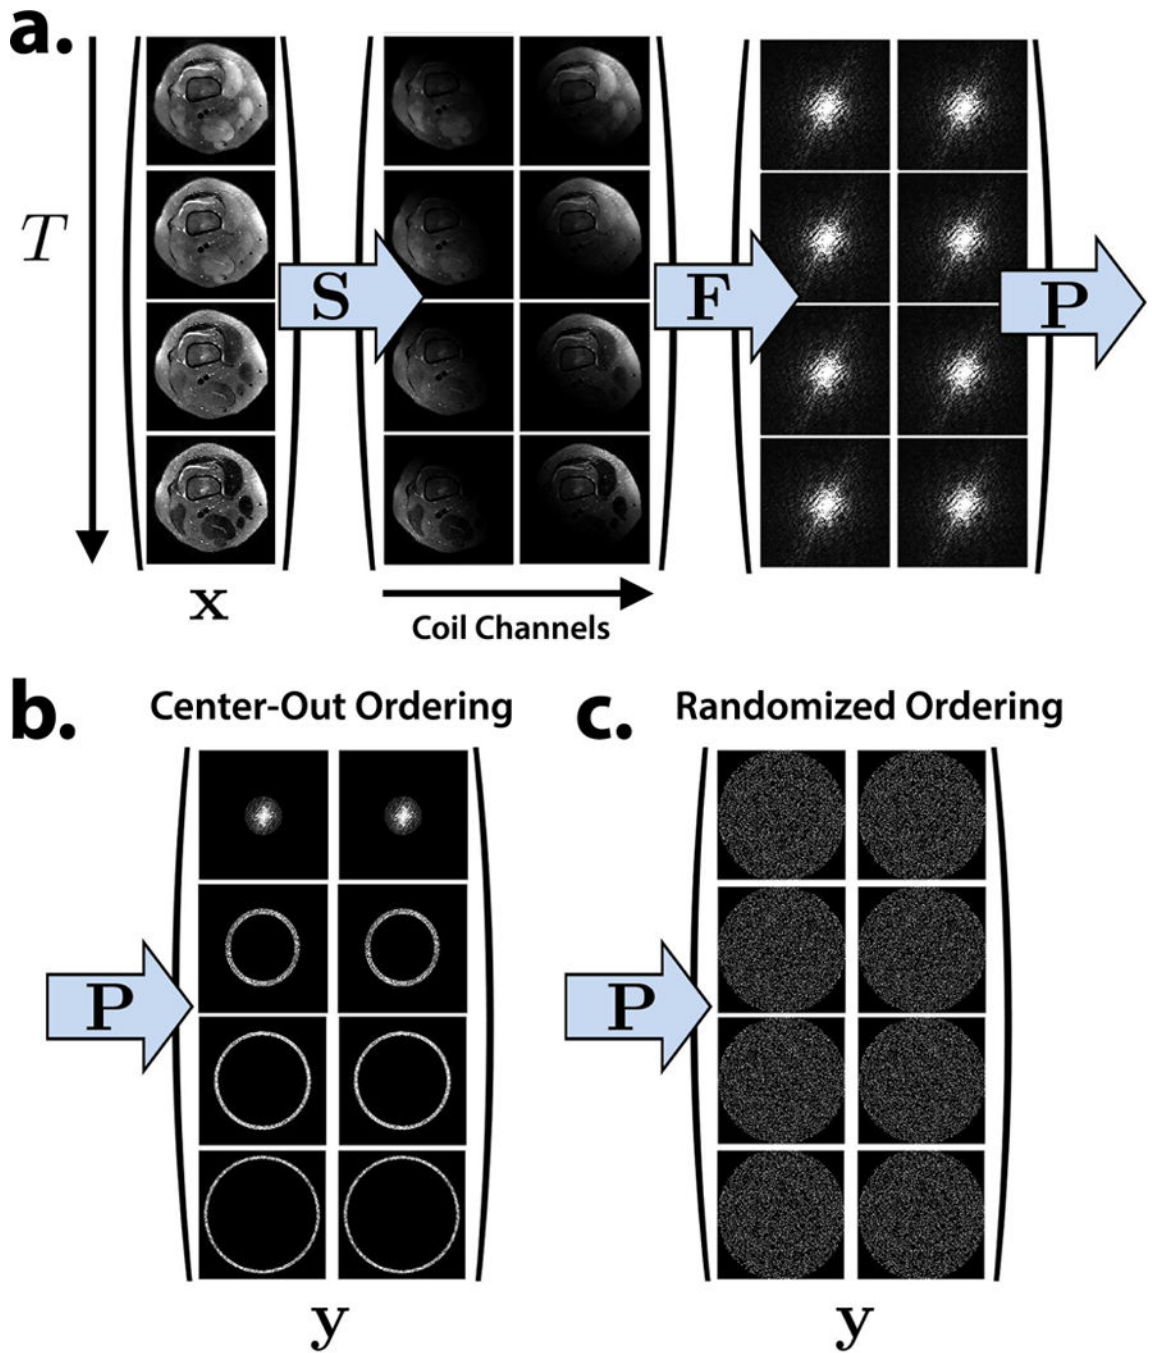 a.
T
S
F
P
x
Coil Channels
b.
Center-Out Ordering
c.
Randomized Ordering
P
P
y
y